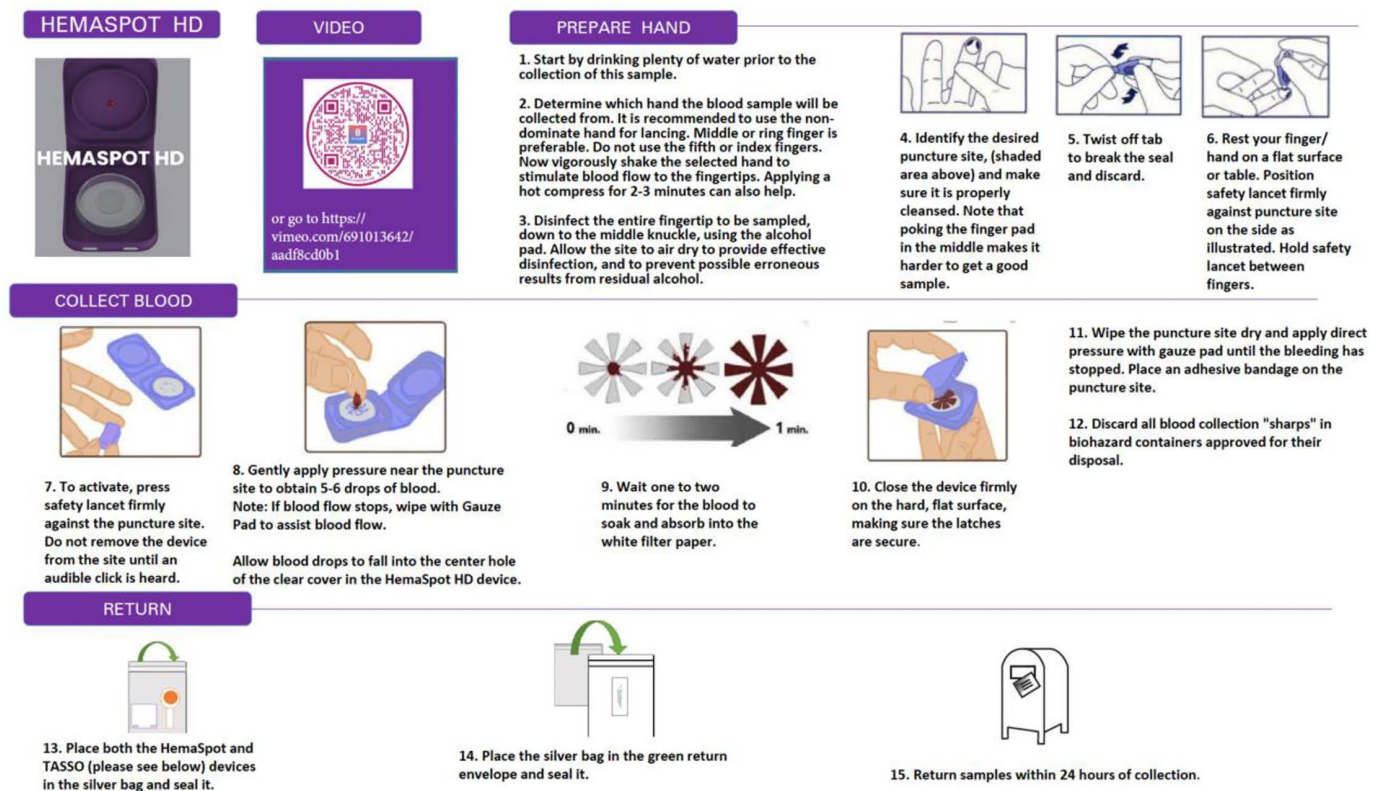 HEMASPOT HD
HEMASPOT HD
VIDEO
or go to https://
vimeo.com/691013642/
aadf8cd0b1
PREPARE HAND
1. Start by drinking plenty of water prior to the
collection of this sample.
2. Determine which hand the blood sample will be
collected from. It is recommended to use the non-
dominate hand for lancing. Middle or ring finger is
preferable. Do not use the fifth or index fingers.
Now vigorously shake the selected hand to
stimulate blood flow to the fingertips. Applying a
hot compress for 2-3 minutes can also help.
3. Disinfect the entire fingertip to be sampled,
down to the middle knuckle, using the alcohol
pad. Allow the site to air dry to provide effective
disinfection, and to prevent possible erroneous
results from residual alcohol.
4. Identify the desired
puncture site, (shaded
area above) and make
sure it is properly
cleansed. Note that
poking the finger pad
in the middle makes it
harder to get a good
sample.
5. Twist off tab
to break the seal
and discard.
6. Rest your finger/
hand on a flat surface
or table. Position
safety lancet firmly
against puncture site
on the side as
illustrated. Hold safety
lancet between
fingers.
COLLECT BLOOD
7. To activate, press
safety lancet firmly
against the puncture site.
Do not remove the device
from the site until an
audible click is heard.
8. Gently apply pressure near the puncture
site to obtain 5-6 drops of blood.
Note: If blood flow stops, wipe with Gauze
Pad to assist blood flow.
Allow blood drops to fall into the center hole
of the clear cover in the HemaSpot HD device.
0 min.
1 min.
9. Wait one to two
minutes for the blood to
soak and absorb into the
white filter paper.
10. Close the device firmly
on the hard, flat surface,
making sure the latches
are secure.
11. Wipe the puncture site dry and apply direct
pressure with gauze pad until the bleeding has
stopped. Place an adhesive bandage on the
puncture site.
12. Discard all blood collection "sharps" in
biohazard containers approved for their
disposal.
RETURN
13. Place both the HemaSpot and
TASSO (please see below) devices
in the silver bag and seal it.
14. Place the silver bag in the green return
envelope and seal it.
15. Return samples within 24 hours of collection.